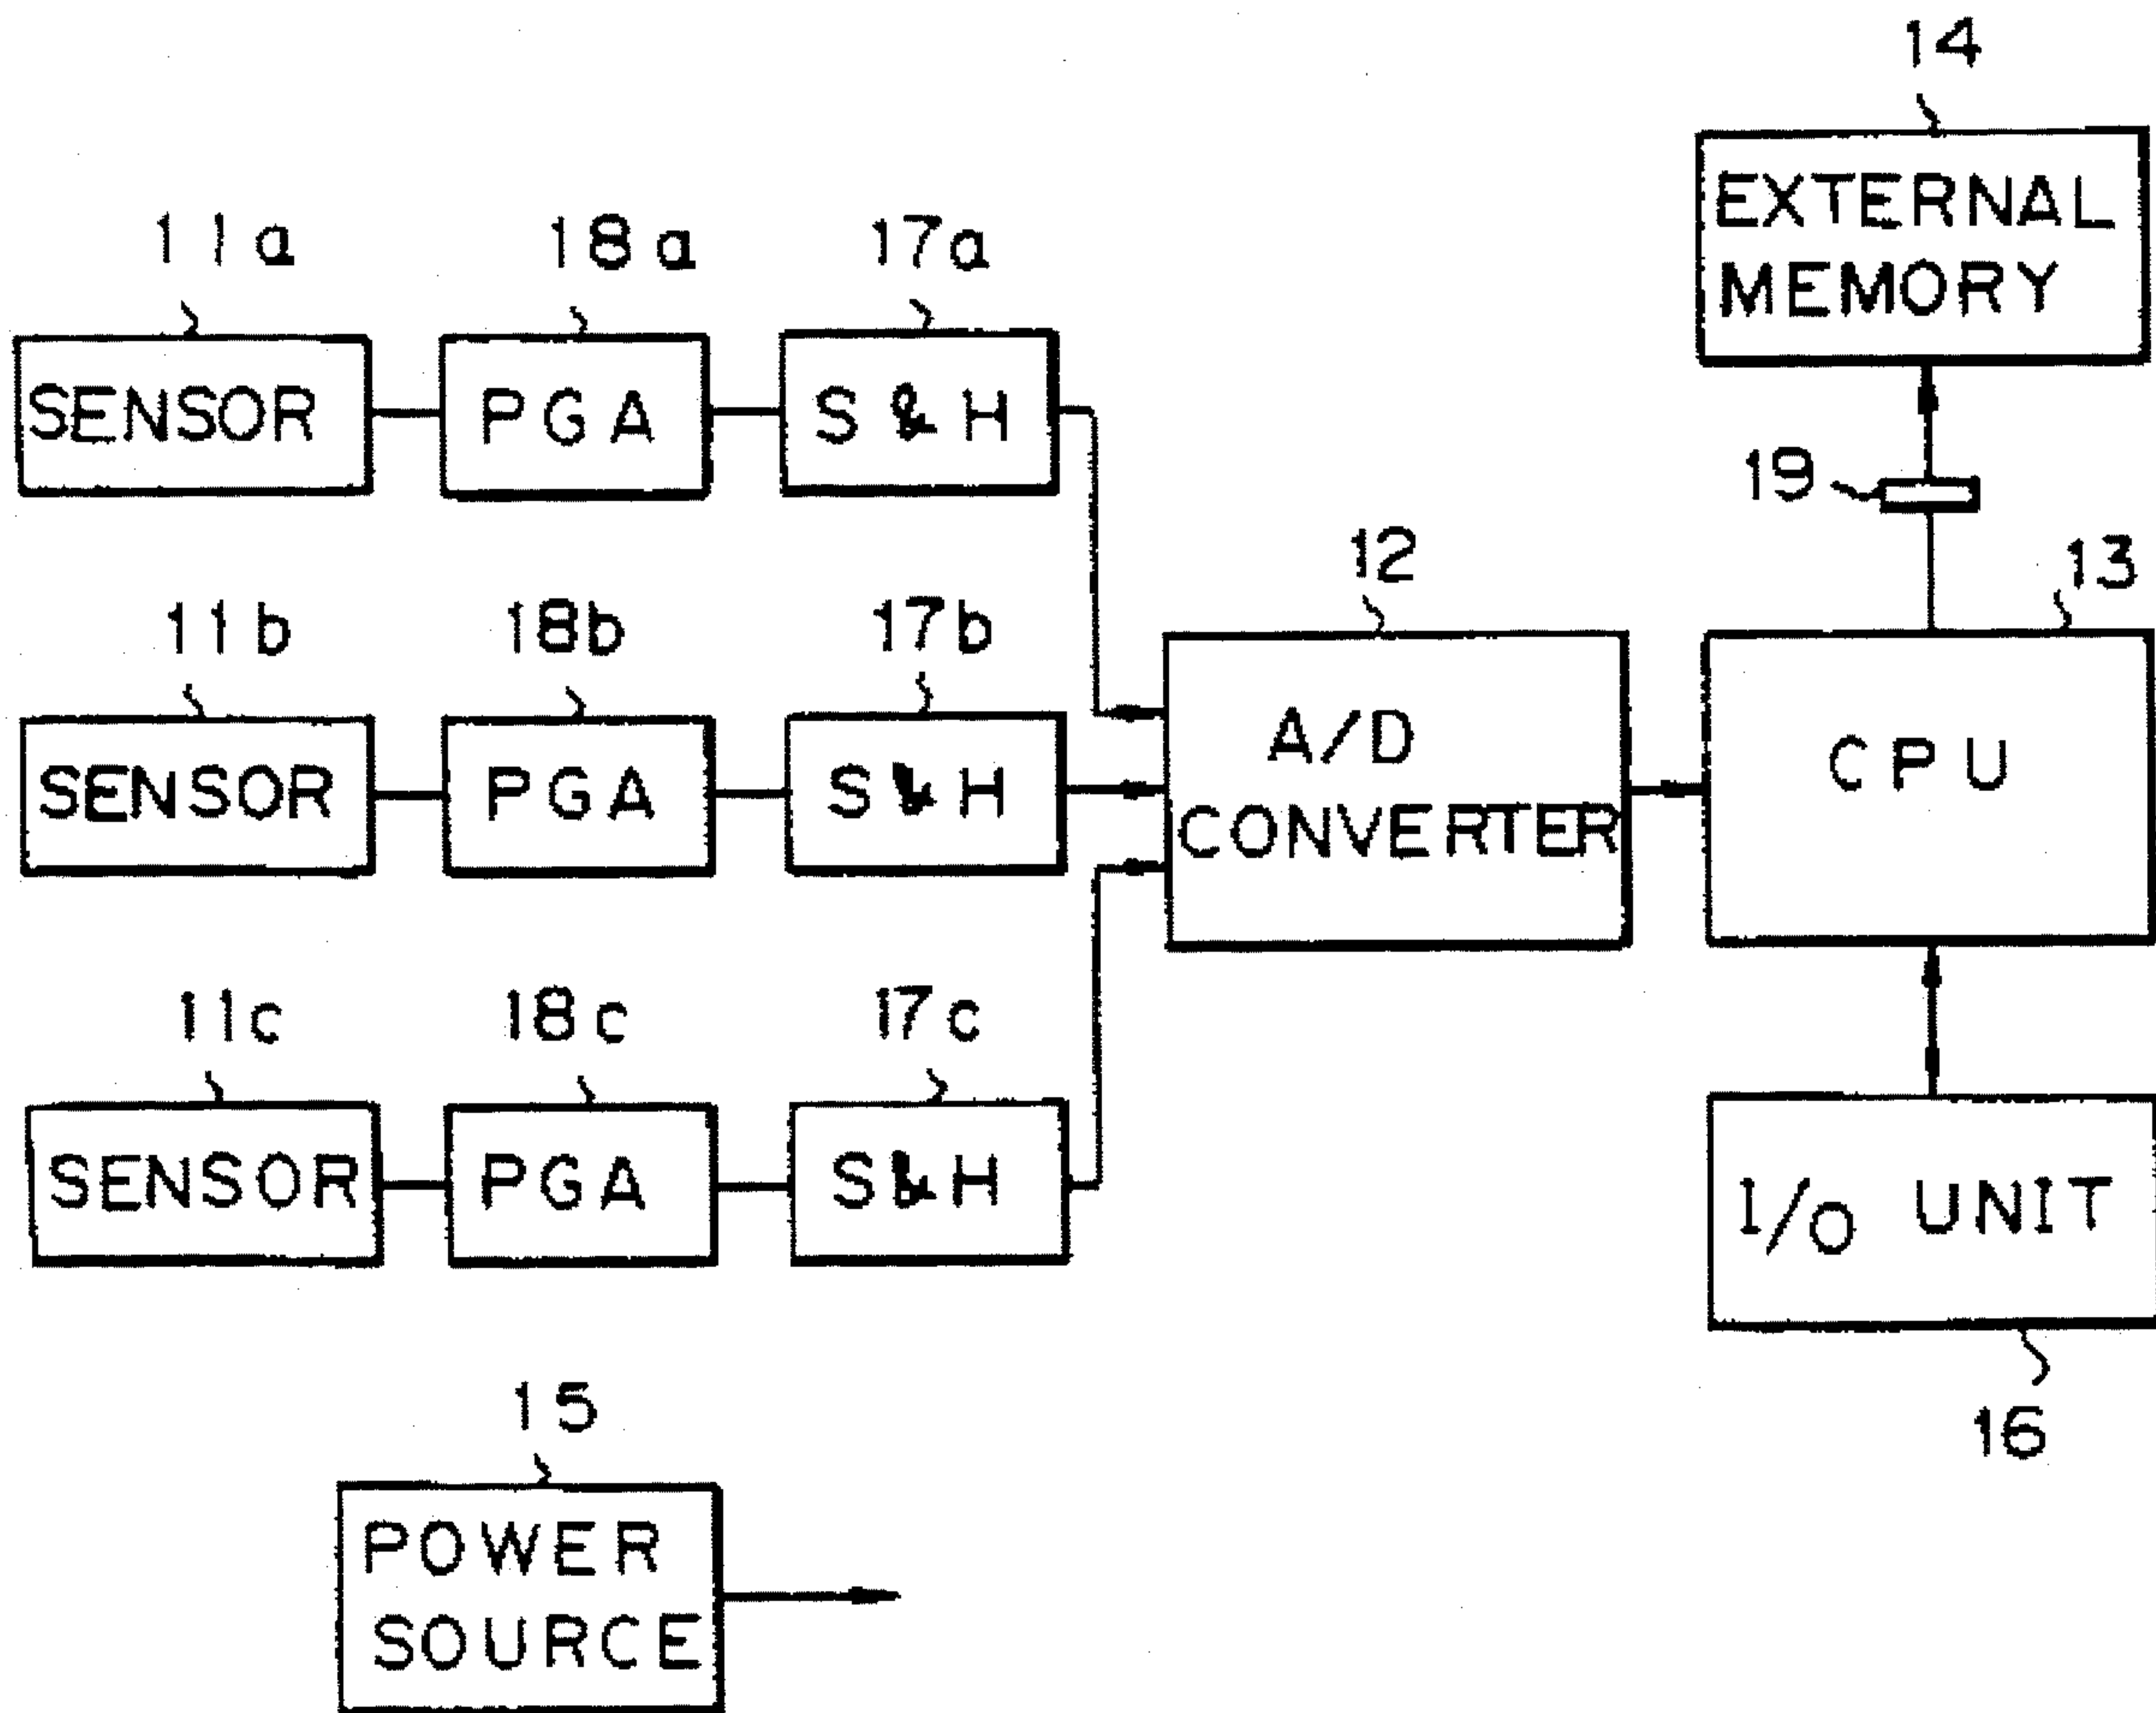 14
EXTERNAL
MEMORY
11a
18a
17a
SENSOR
PGA
S & H
19
12
13
11b
18b
17b
SENSOR
PGA
S & H
A/D
CONVERTER
CPU
11c
18c
17c
SENSOR
PGA
S & H
I/O UNIT
15
16
POWER
SOURCE